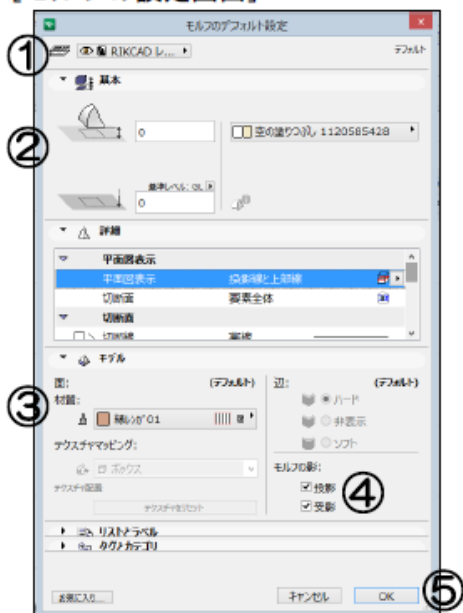 モルフのデフォルト設定
① RIKCAD レ... デフォルト
基本
②
0
空の塗りつぶし 1120585428
基準レベル: GL
0
詳細
平面図表示
平面図表示 投影線と上部線
切断面 要素全体
切断面
切断線 実線
モデル
面: (デフォルト)
辺: (デフォルト)
③ 材質:
01
ハード
非表示
ソフト
テクスチャマッピング:
ボックス
テクスチャ配置
テクスチャをリセット
モルフの影:
④
投影
受影
リストとラベル
タグとカテゴリ
お気に入り...
キャンセル
OK
⑤